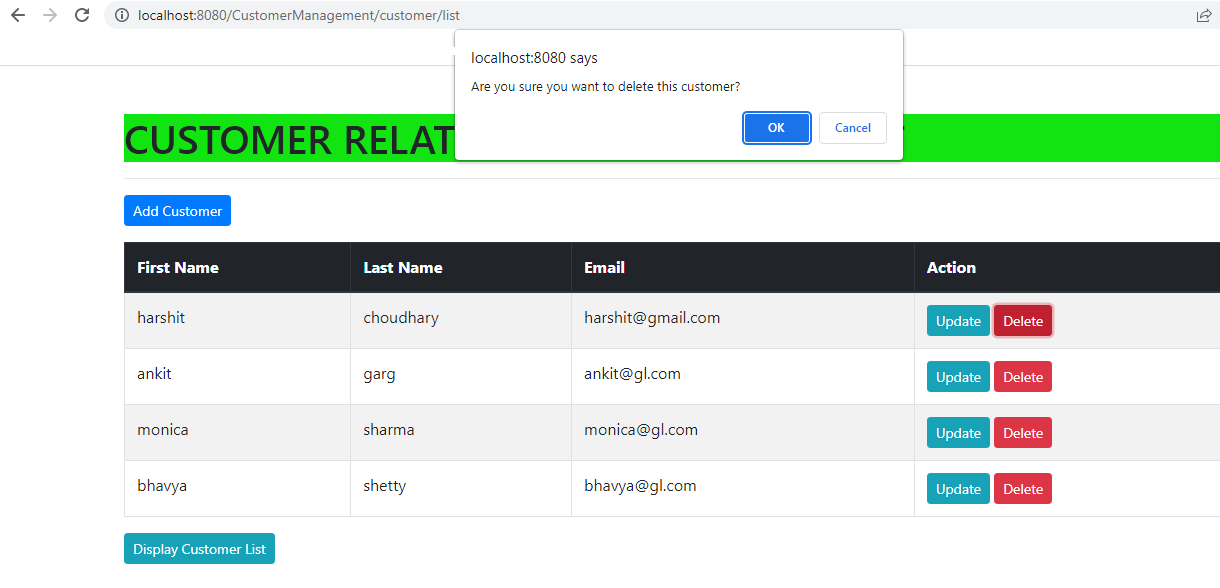 localhost:8080/CustomerManagement/customer/list
localhost:8080 says
Are you sure you want to delete this customer?
OK Cancel
CUSTOMER
Add Customer
First Name Last Name Email Action
harshit choudhary harshit@gmail.com Update Delete
ankit garg ankit@gl.com Update Delete
monica sharma monica@gl.com Update Delete
bhavya shetty bhavya@gl.com Update Delete
Display Customer List